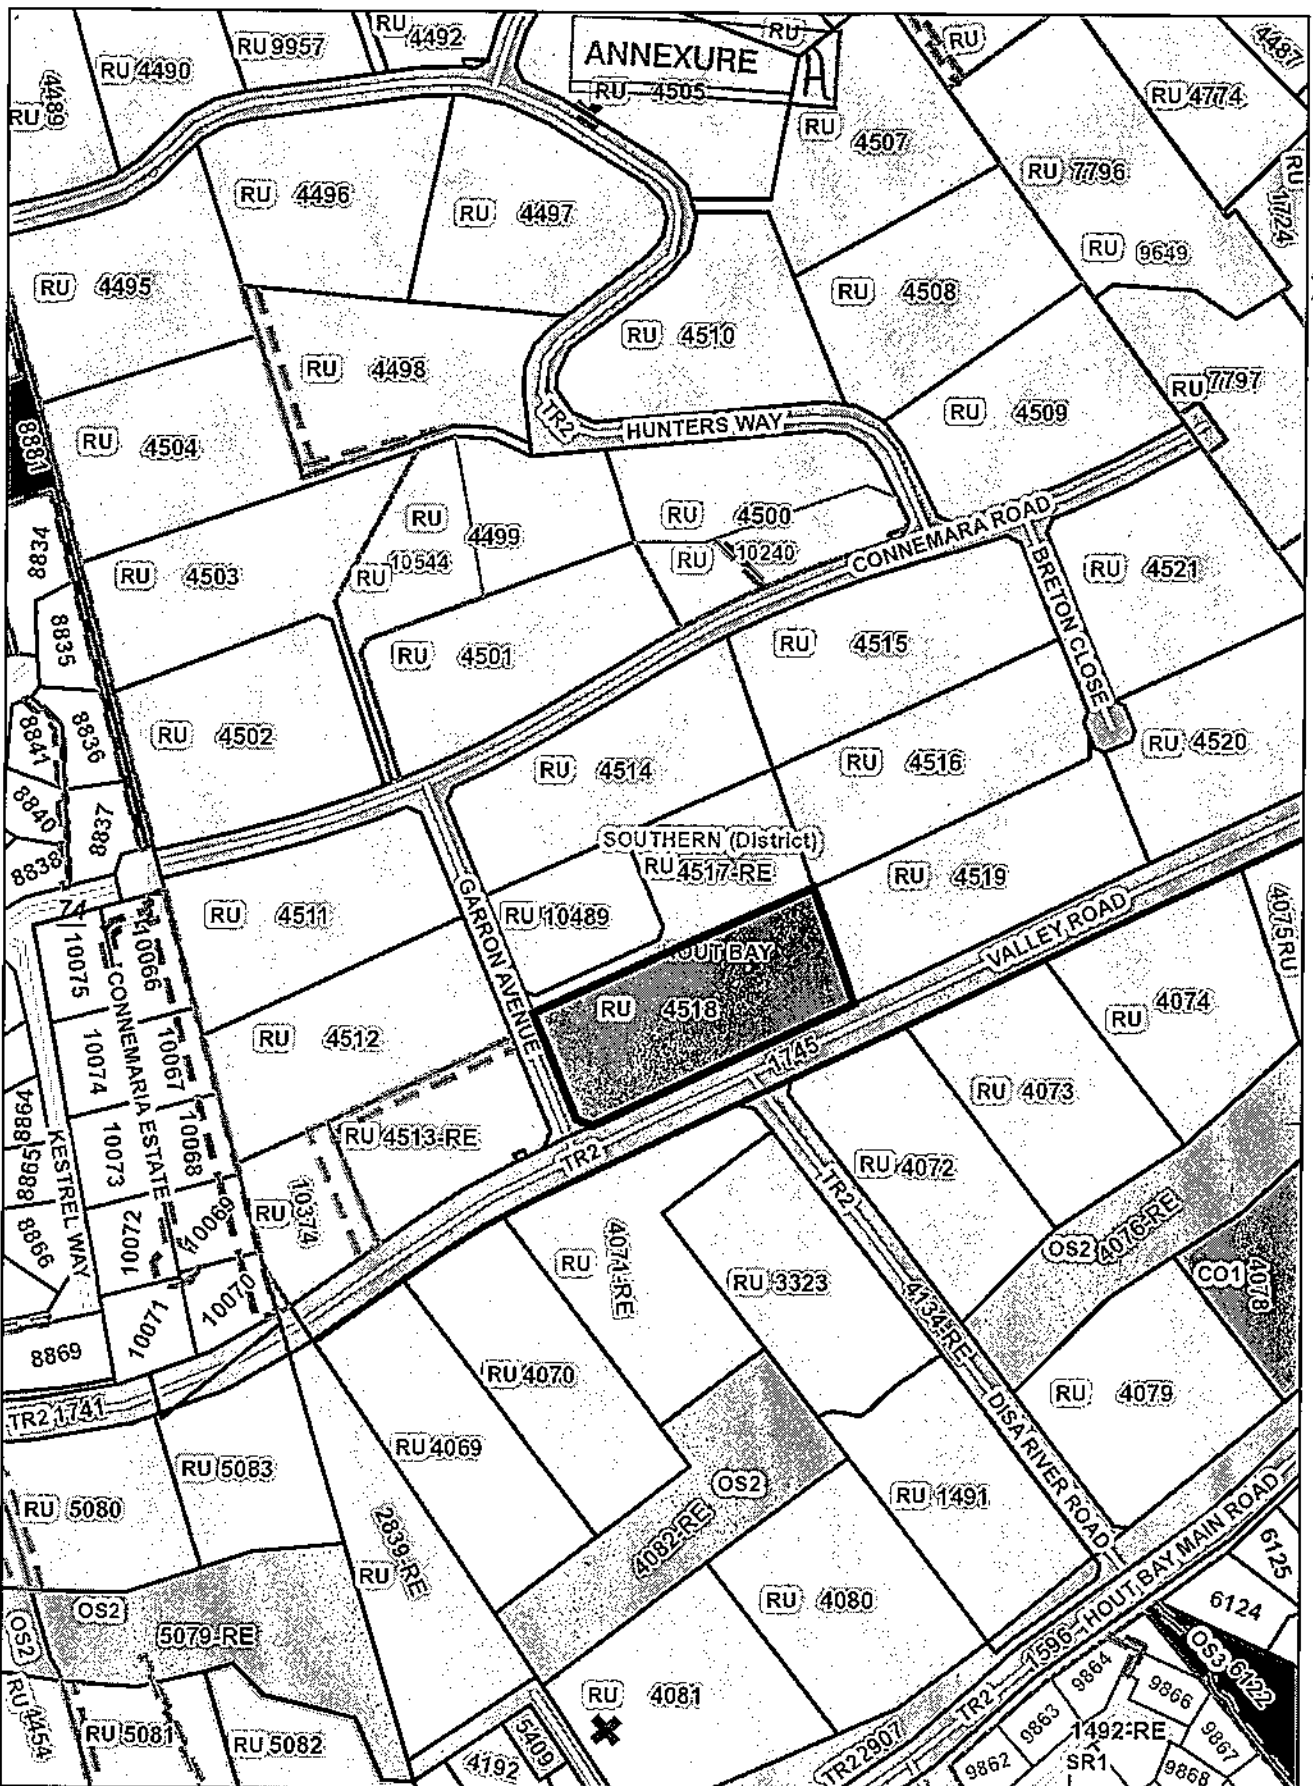 RU 4489
RU 4490
RU 9957
RU 4492
ANNEXURE
A
RU
RU 4505
RU
4487
RU 4774
RU 4507
RU 7796
RU
RU 4496
RU 4497
RU 9649
RU 4495
RU 4508
RU 4498
RU 4510
RU 7797
RU 4509
TR2
HUNTERS WAY
8881
RU 4504
RU 4499
RU 4500
CONNEMARA ROAD
8834
RU 4503
RU 10544
RU 10240
BRETON CLOSE
RU 4521
8835
RU 4501
RU 4515
8841
8836
RU 4502
RU 4514
RU 4516
RU 4520
8840
8837
8838
SOUTHERN (District)
RU 4517-RE
RU 4519
74
RU 4511
GARRON AVENUE
RU 10489
4075 RU
10075
10066
CONNEMARIA ESTATE
OUT BAY
VALLEY ROAD
RU 4518
RU 4074
10074
10067
RU 4512
1745
RU 4073
8864
KESTREL WAY
10073
10068
RU 4513-RE
TR2
RU 4072
8865
TR2
8866
10072
10069
RU 10374
RU 4071-RE
RU 3323
OS2 4076-RE
CO1 4078
10071
10070
4134-RE
8869
RU 4070
RU 4079
TR2 1741
RU 4069
DISA RIVER ROAD
RU 5083
OS2
RU 1491
RU 5080
4082-RE
HOUT BAY MAIN ROAD
RU 2839-RE
RU 4080
6125
OS2
5079-RE
6124
OS2
1596
OS3 6122
RU 4081
9864
9866
RU 1454
RU 5081
RU 5082
5409
TR2
9863
1492-RE
9867
4192
TR2 2907
9862
SR1
9868